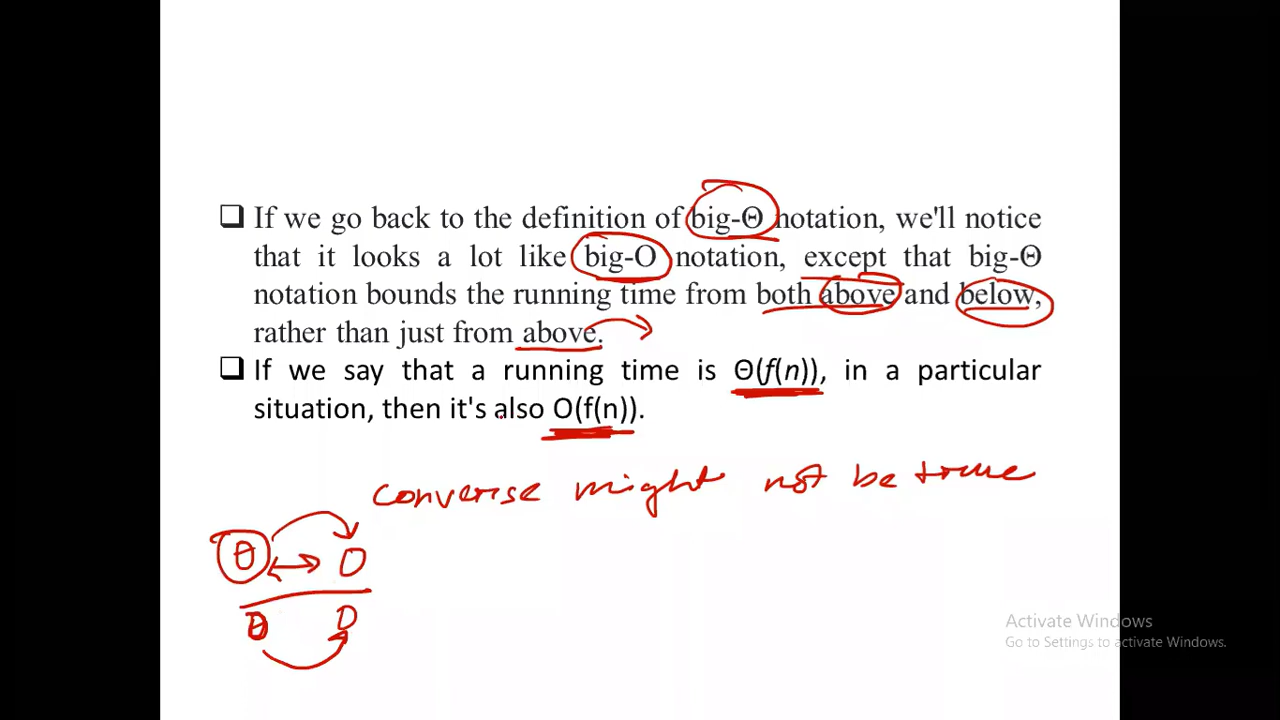 ❑ If we go back to the definition of big-Θ notation, we'll notice
that it looks a lot like big-O notation, except that big-Θ
notation bounds the running time from both above and below,
rather than just from above.
❑ If we say that a running time is Θ(f(n)), in a particular
situation, then it's also O(f(n)).
converse might not be true
Θ ↔ O
Θ O
Activate Windows
Go to Settings to activate Windows.